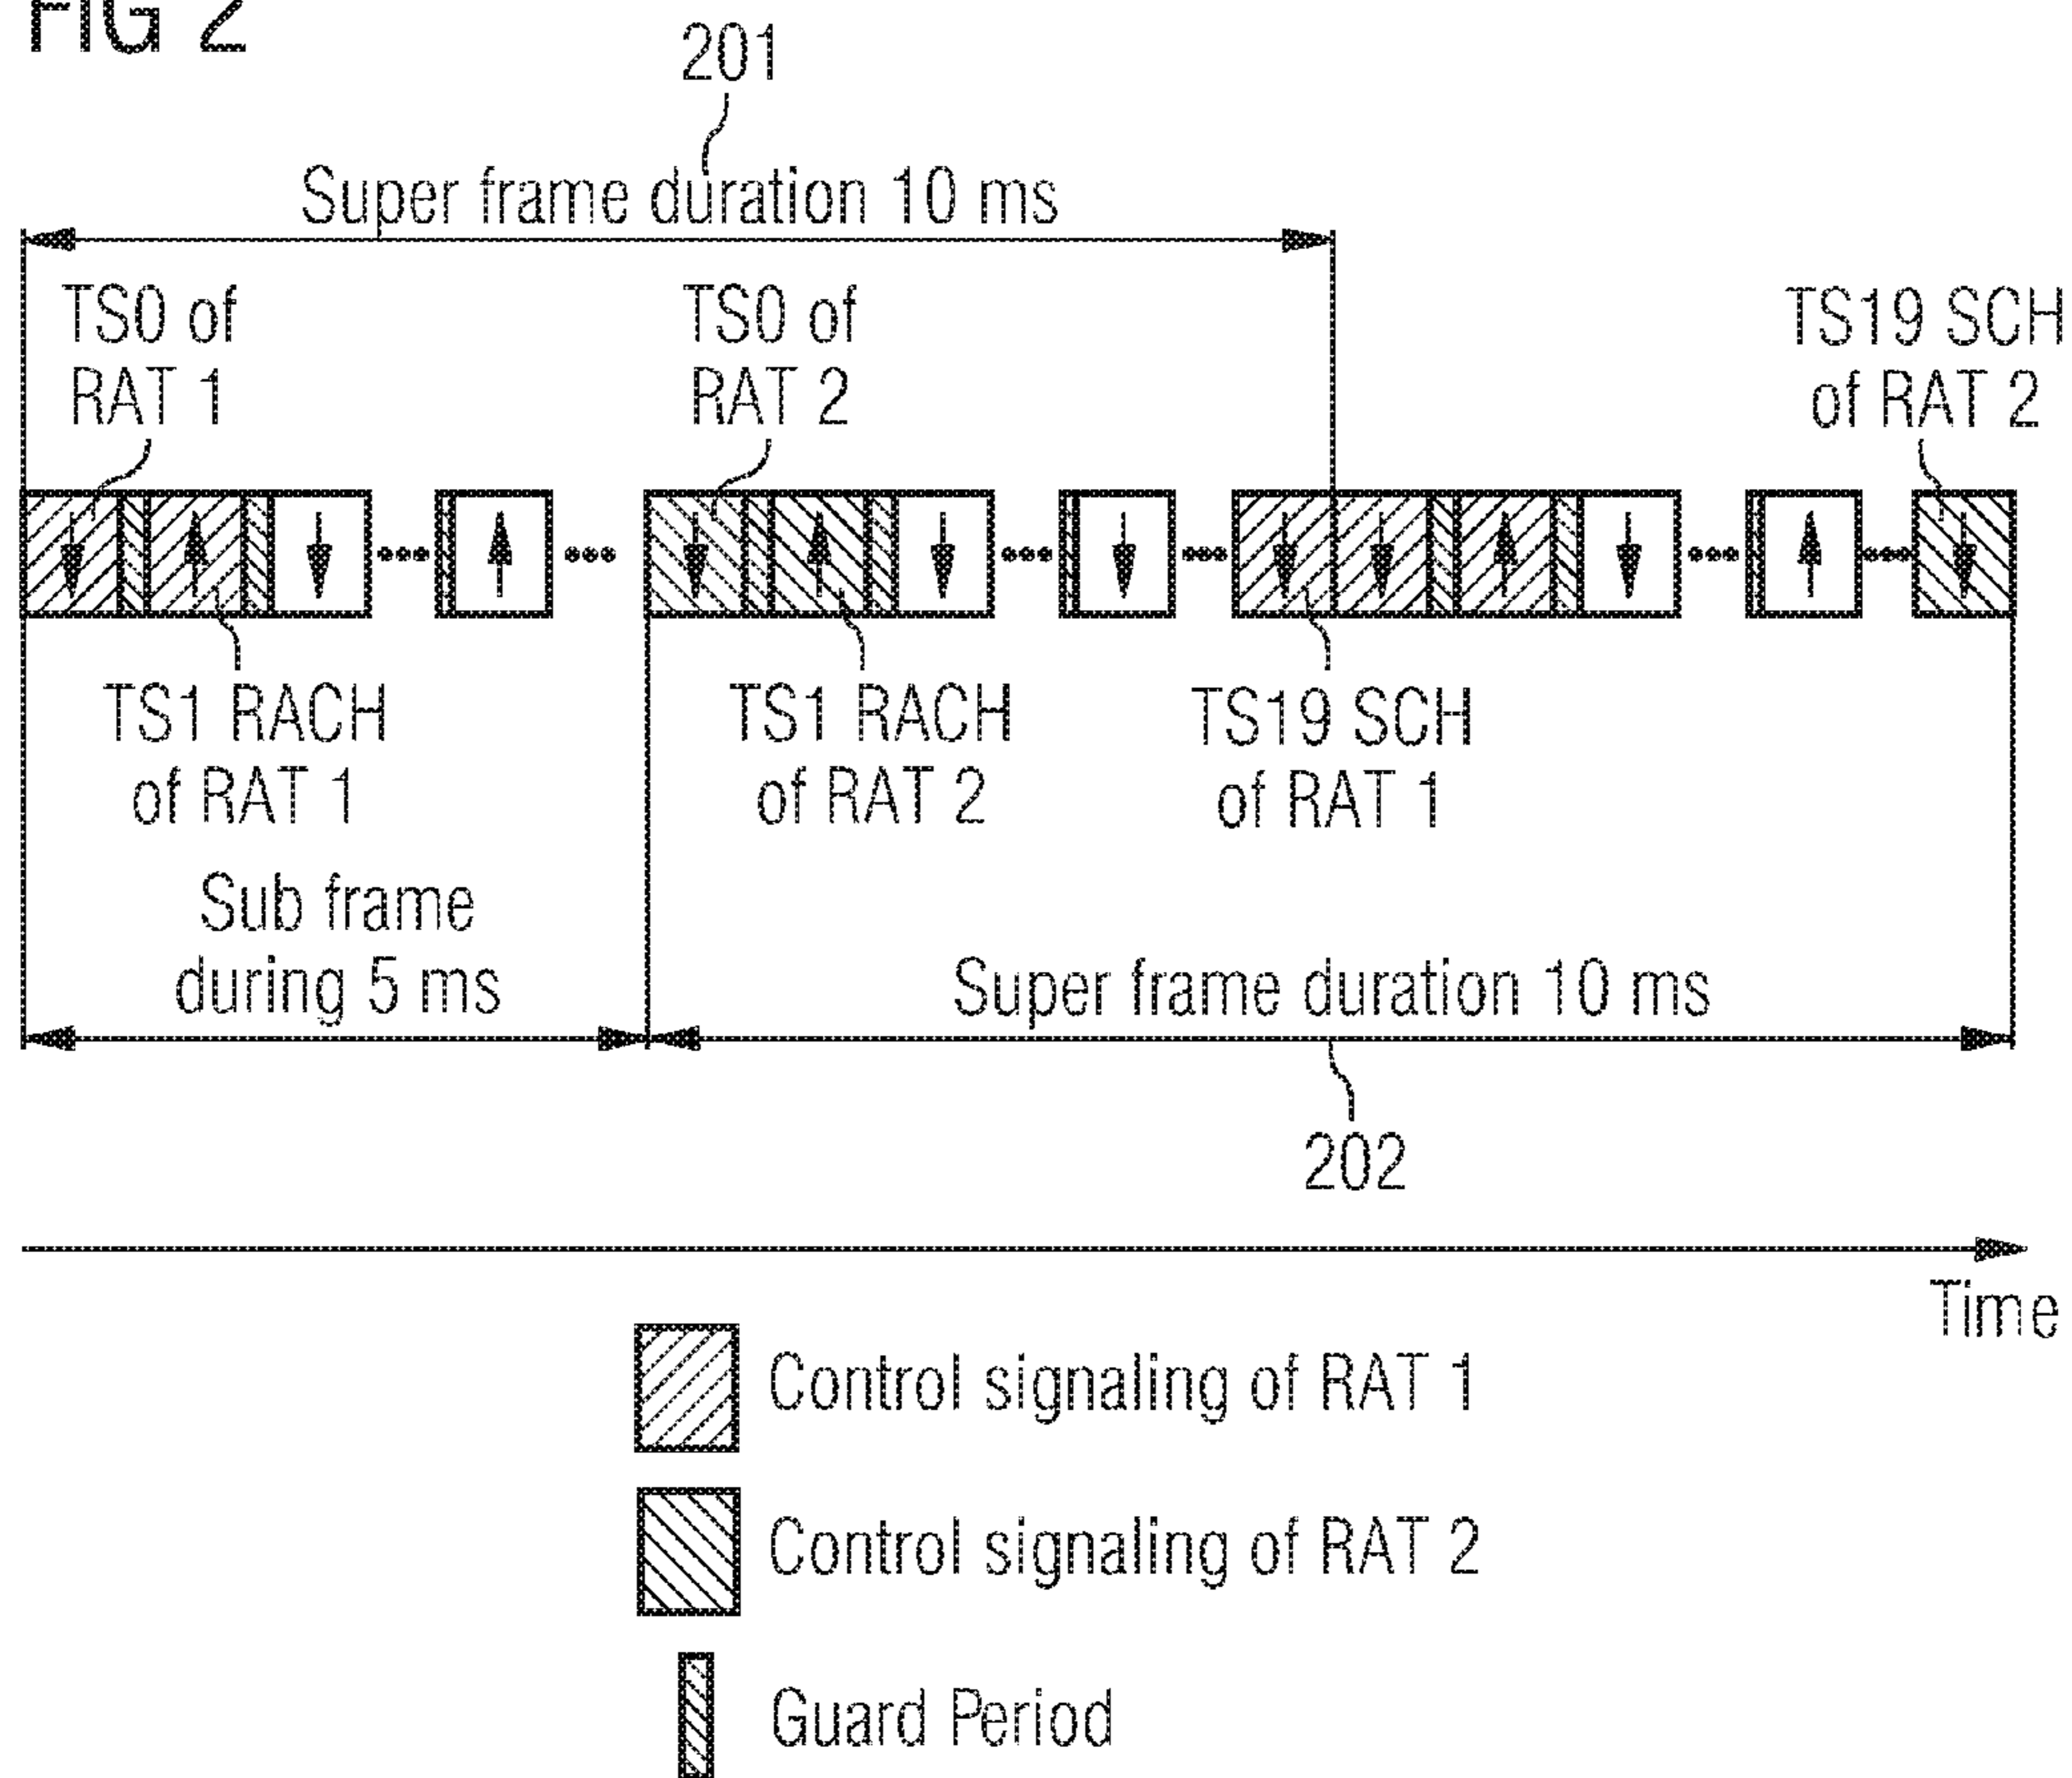 FIG 2
201
Super frame duration 10 ms
TS0 of
RAT 1
TS0 of
RAT 2
TS19 SCH
of RAT 2
TS1 RACH
of RAT 1
TS1 RACH
of RAT 2
TS19 SCH
of RAT 1
Sub frame
during 5 ms
Super frame duration 10 ms
202
Time
Control signaling of RAT 1
Control signaling of RAT 2
Guard Period